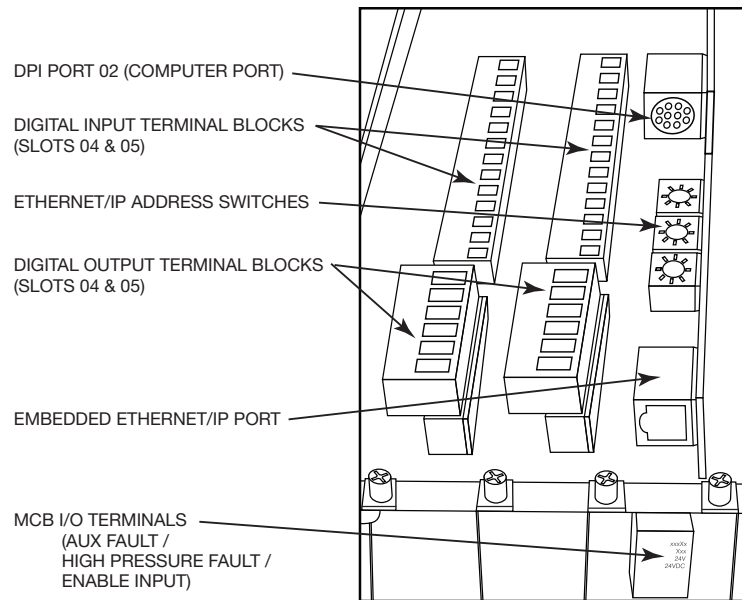 DPI PORT 02 (COMPUTER PORT)
DIGITAL INPUT TERMINAL BLOCKS
(SLOTS 04 & 05)
ETHERNET/IP ADDRESS SWITCHES
DIGITAL OUTPUT TERMINAL BLOCKS
(SLOTS 04 & 05)
EMBEDDED ETHERNET/IP PORT
MCB I/O TERMINALS
(AUX FAULT /
HIGH PRESSURE FAULT /
ENABLE INPUT)
xxxXx
Xxx
24V
24VDC